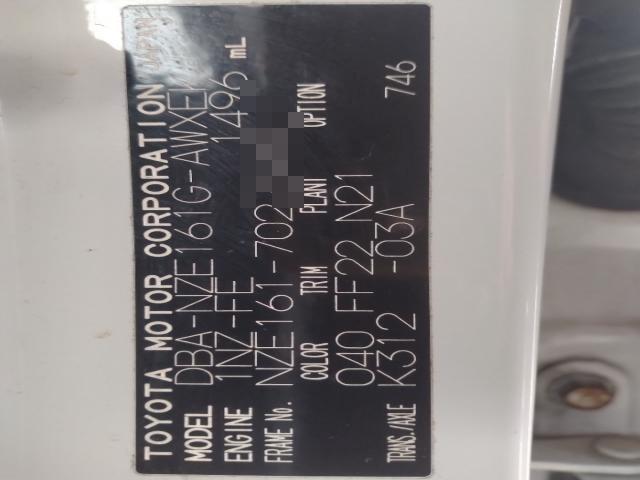 TOYOTA MOTOR CORPORATION JAPAN
MODEL DBA-NZE161G-AWXEK
ENGINE 1NZ-FE 1496 mL
FRAME No. NZE161-702
COLOR TRIM PLANT OPTION
040 FF22 N21
TRANS./AXLE K312 -03A 746